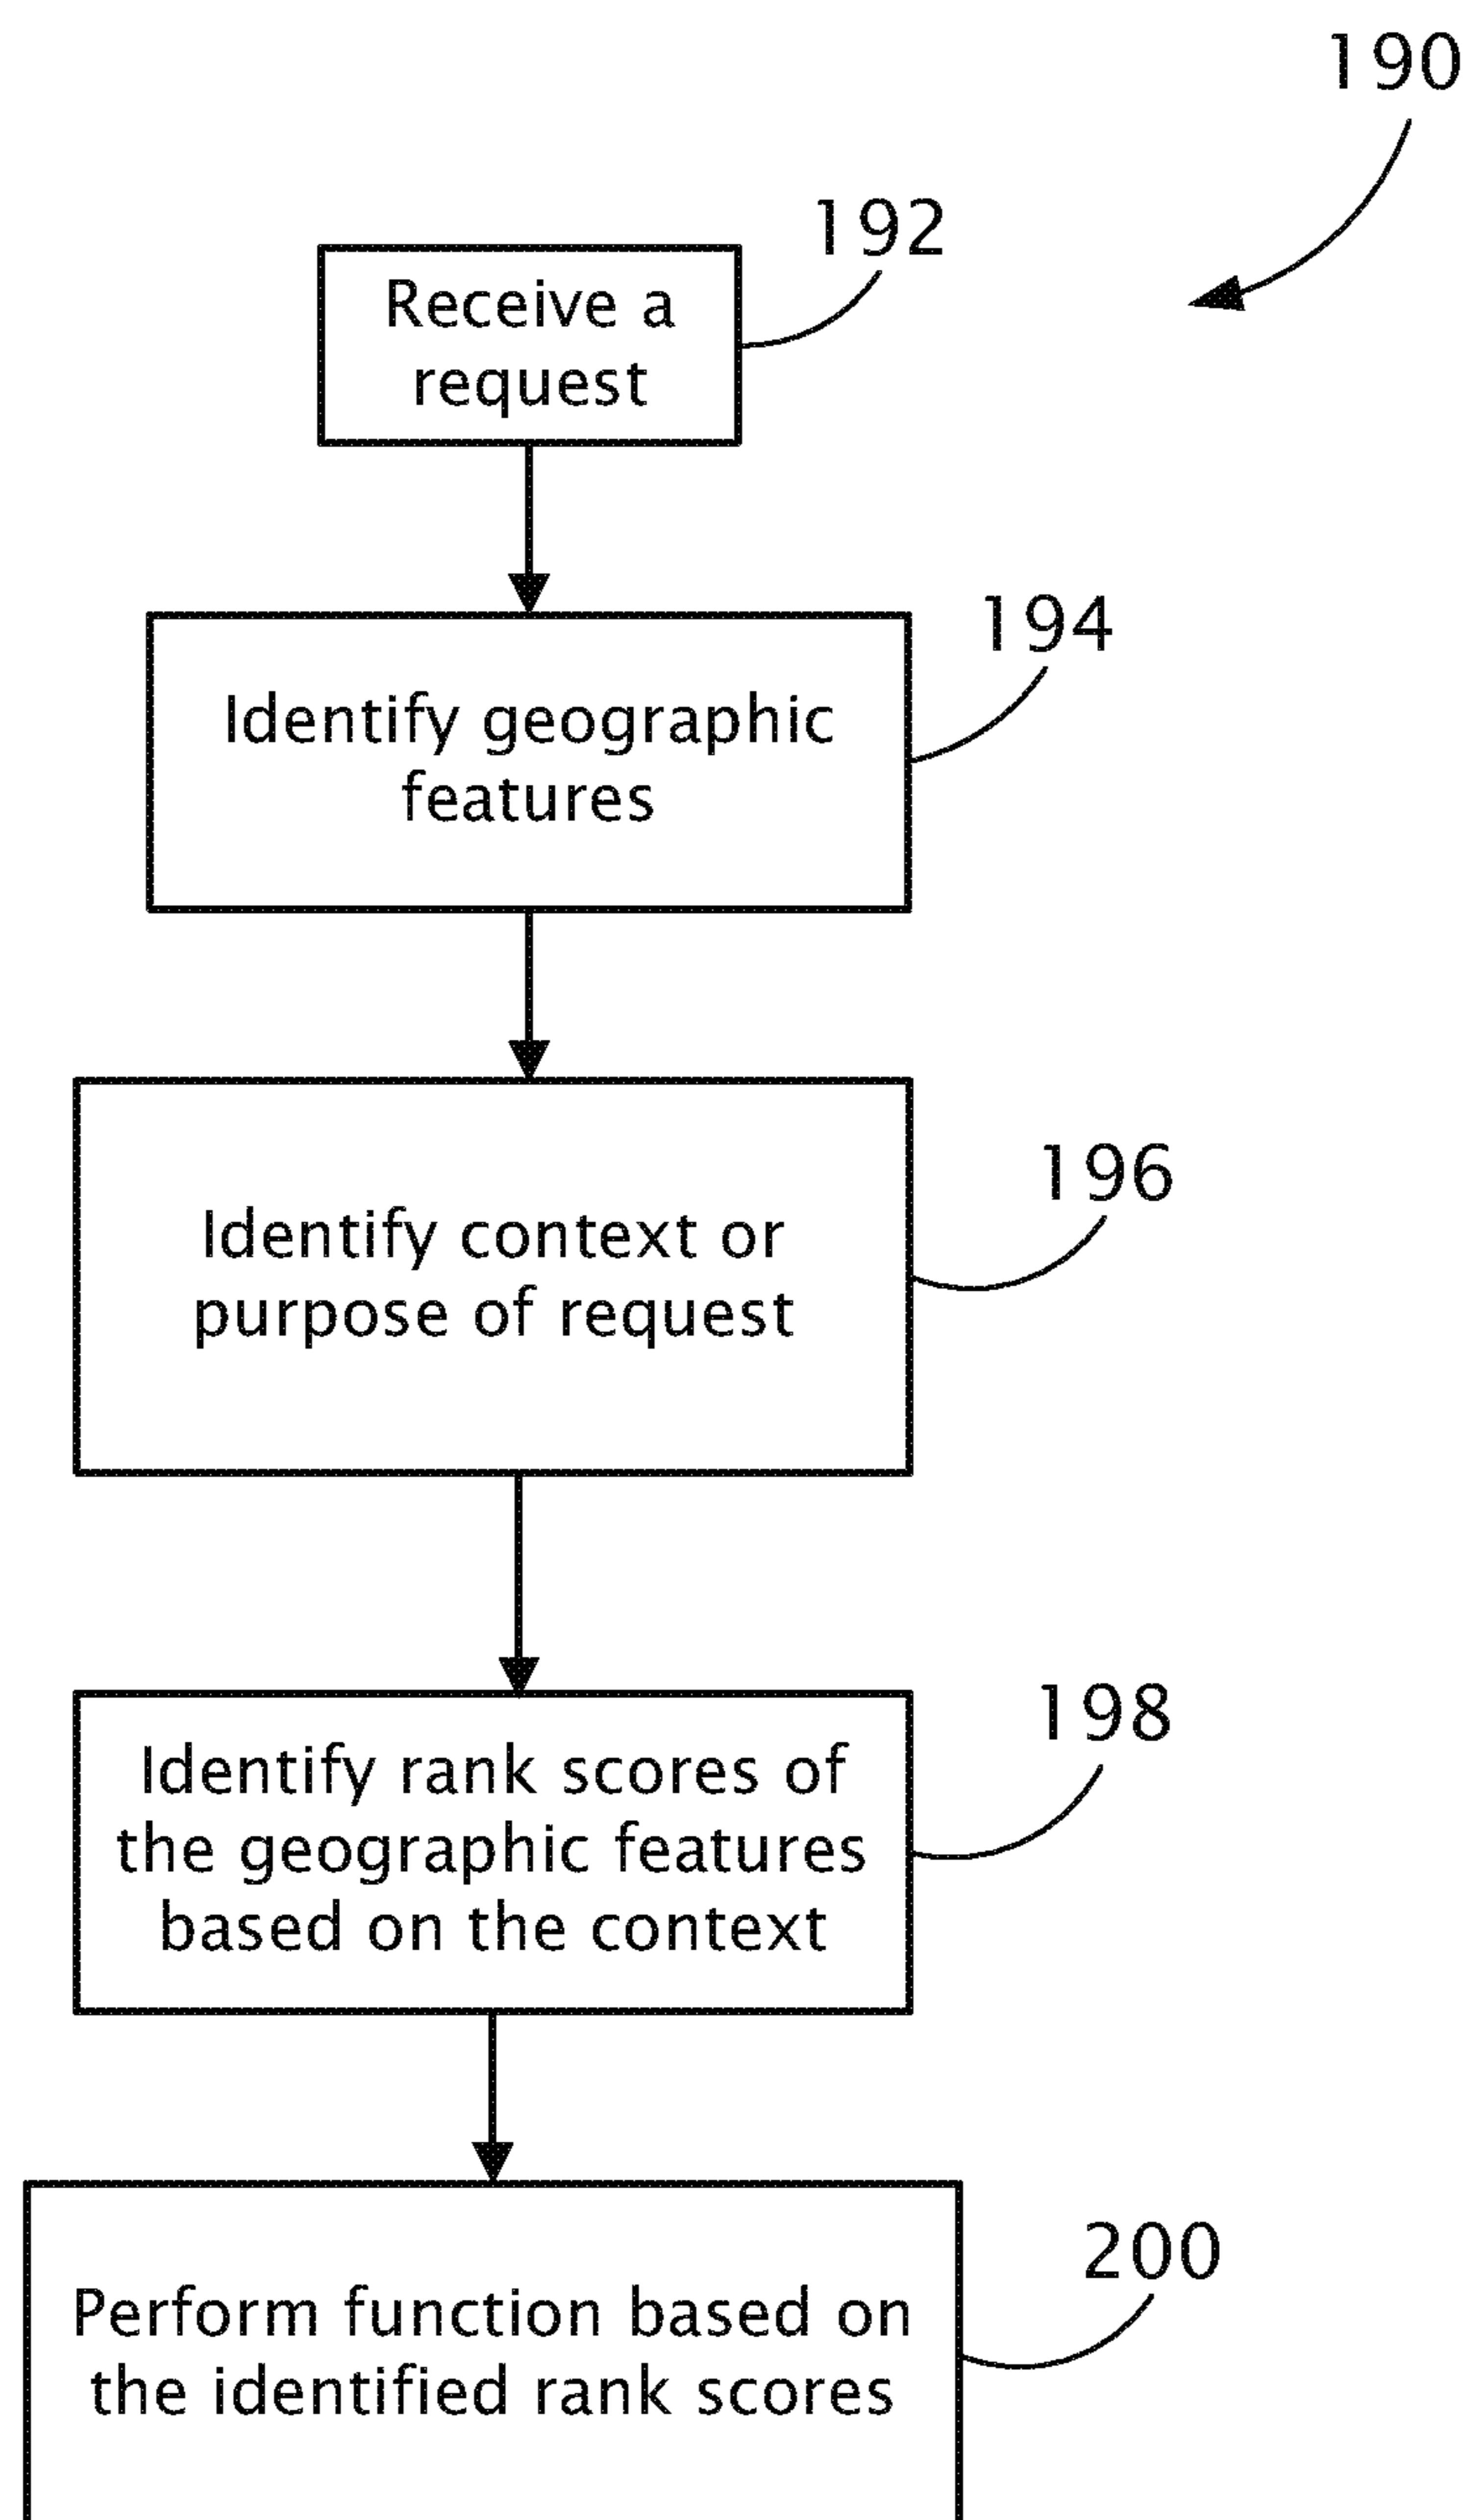 190
192
Receive a
request
194
Identify geographic
features
196
Identify context or
purpose of request
198
Identify rank scores of
the geographic features
based on the context
200
Perform function based on
the identified rank scores